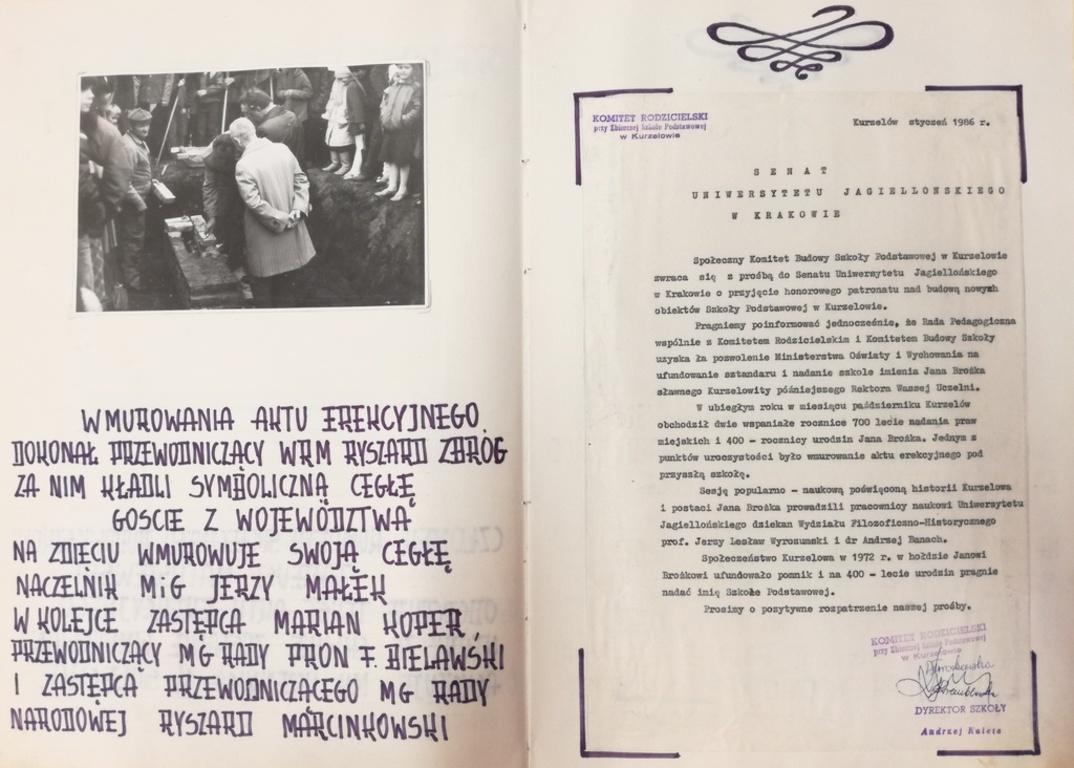 WMUROWANIA AKTU EREKCYJNEGO
DOKONAŁ PRZEWODNICZĄCY WRM RYSZARD ZBRÓG
ZA NIM KŁADLI SYMBOLICZNĄ CEGŁĘ
GOSCIE Z WOJEWÓDZTWA
NA ZDIĘCIU WMUROWUJE SWOJĄ CEGŁĘ
NACZELNIK MiG JERZY MAŁEK
W KOLEJCE ZASTĘPCA MARIAN KOPER,
PRZEWODNICZĄCY MG RADY PRON F. BIELAWSKI
I ZASTĘPCA PRZEWODNICZĄCEGO MG RADY
NARODOWEJ RYSZARD MARCINKOWSKI
KOMITET RODZICIELSKI
przy Zbiorczej Szkole Podstawowej
w Kurzelowie
Kurzelów styczeń 1986 r.
S E N A T
UNIWERSYTETU JAGIELLONSKIEGO
W KRAKOWIE
Społeczny Komitet Budowy Szkoły Podstawowej w Kurzelowie
zwraca się z prośbą do Senatu Uniwersytetu Jagiellońskiego
w Krakowie o przyjęcie honorowego patronatu nad budową nowyzh
obiektów Szkoły Podstawowej w Kurzelowie.
Pragniemy poinformować jednocześnie, że Rada Pedagogiczna
wspólnie z Komitetem Rodzicielskim i Komitetem Budowy Szkoły
uzyska ła pozwolenie Ministerstwa Oświaty i Wychowania na
ufundowanie sztandaru i nadanie szkole imienia Jana Brożka
sławnego Kurzelowity późniejszego Rektora Waszej Uczelni.
W ubiegłym roku w miesiącu październiku Kurzelów
obchodził dwie wspaniałe rocznice 700 lecie nadania praw
miejskich i 400 - rocznicy urodzin Jana Brożka. Jednym z
punktów uroczystości było wmurowanie aktu erekcyjnego pod
przyszłą szkołę.
Sesję popularno - naukową poświęconą historii Kurzelowa
i postaci Jana Brożka prowadzili pracownicy naukowi Uniwersytetu
Jagiellońskiego dziekan Wydziału Filozoficzno-Historycznego
prof. Jerzy Lesław Wyrozumski i dr Andrzej Banach.
Społeczeństwo Kurzelowa w 1972 r. w hołdzie Janowi
Brożkowi ufundowało pomnik i na 400 - lecie urodzin pragnie
nadać imię Szkołe Podstawowej.
Prosimy o pozytywne rozpatrzenie naszej prośby.
KOMITET RODZICIELSKI
przy Zbiorczej Szkole Podstawowej
w Kurzelowie
DYREKTOR SZKOŁY
Andrzej Kaleta